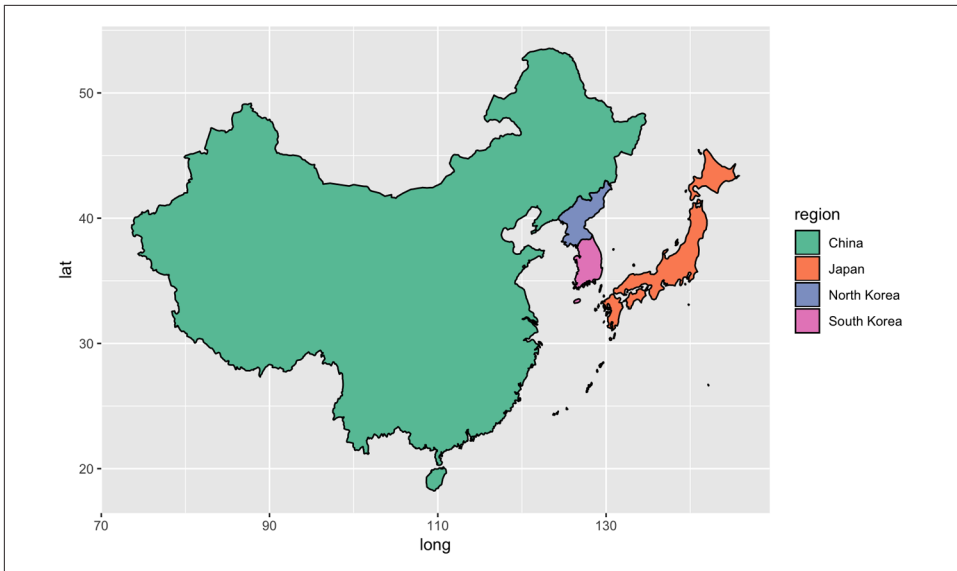 50
40
30
20
lat
70
90
110
130
long
region
China
Japan
North Korea
South Korea